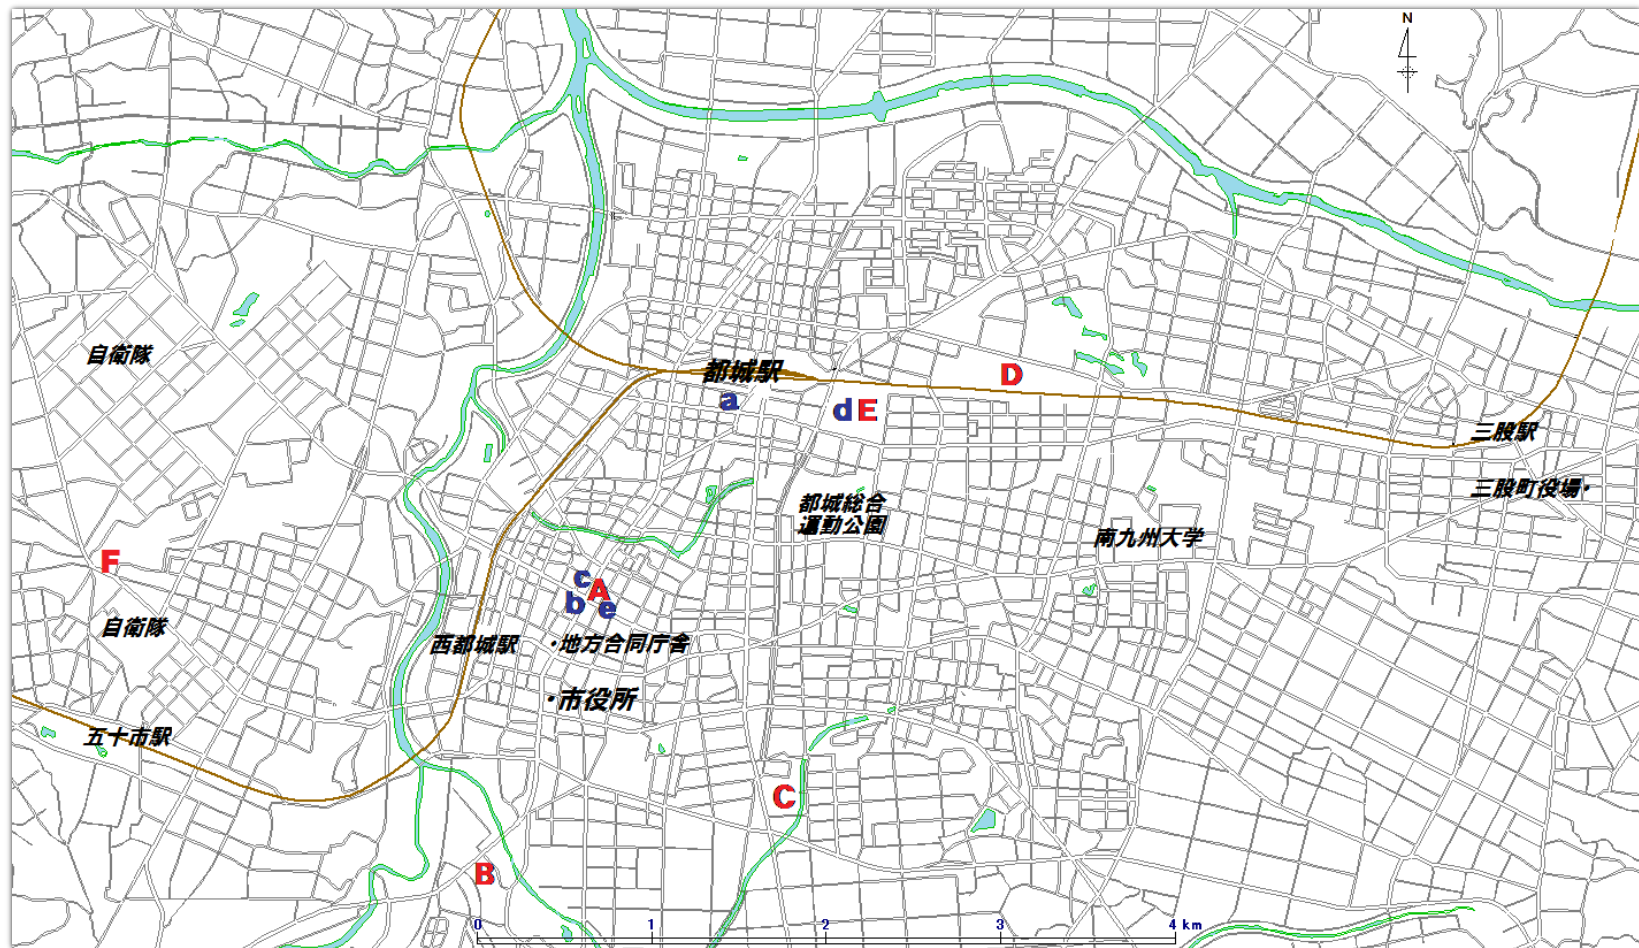 N
自衛隊
都城駅
a
D
d E
三股駅
三股町役場・
都城総合
運動公園
南九州大学
F
c
A
b
e
自衛隊
西都城駅
・地方合同庁舎
・市役所
五十市駅
C
B
0 1 2 3 4 km